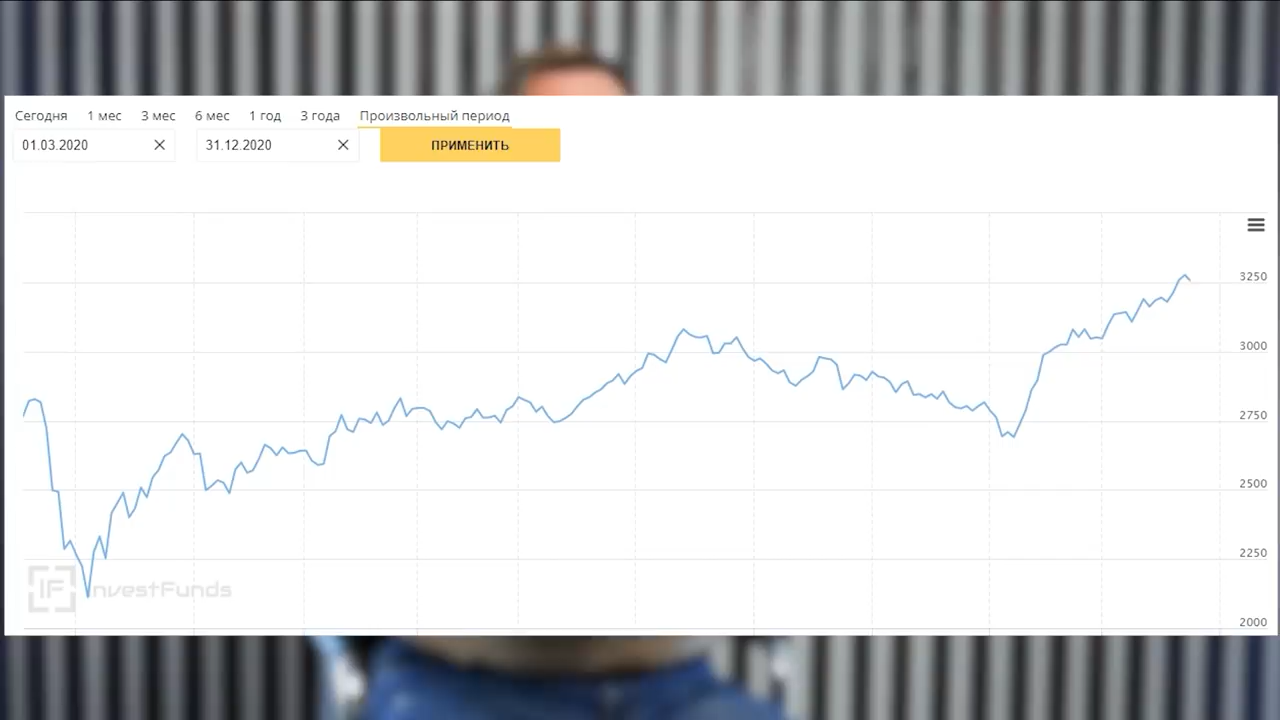 Сегодня 1 мес 3 мес 6 мес 1 год 3 года Произвольный период
01.03.2020 31.12.2020 ПРИМЕНИТЬ
3250
3000
2750
2500
2250
InvestFunds
2000